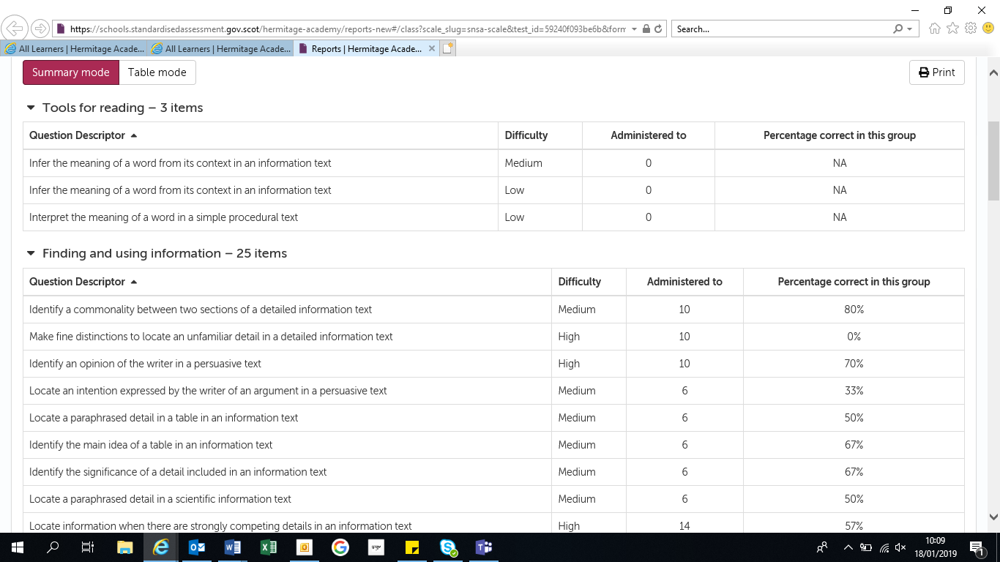 https://schools.standardisedassessment.gov.scot/hermitage-academy/reports-new#/class?scale_slug=snsa-scale&test_id=59240f093be6b&form
Search...
All Learners | Hermitage Acade...
All Learners | Hermitage Acade...
Reports | Hermitage Acade...
Summary mode
Table mode
Print
Tools for reading – 3 items
Question Descriptor Difficulty Administered to Percentage correct in this group
Infer the meaning of a word from its context in an information text Medium 0 NA
Infer the meaning of a word from its context in an information text Low 0 NA
Interpret the meaning of a word in a simple procedural text Low 0 NA
Finding and using information – 25 items
Question Descriptor Difficulty Administered to Percentage correct in this group
Identify a commonality between two sections of a detailed information text Medium 10 80%
Make fine distinctions to locate an unfamiliar detail in a detailed information text High 10 0%
Identify an opinion of the writer in a persuasive text High 10 70%
Locate an intention expressed by the writer of an argument in a persuasive text Medium 6 33%
Locate a paraphrased detail in a table in an information text Medium 6 50%
Identify the main idea of a table in an information text Medium 6 67%
Identify the significance of a detail included in an information text Medium 6 67%
Locate a paraphrased detail in a scientific information text Medium 6 50%
Locate information when there are strongly competing details in an information text High 14 57%
10:09
18/01/2019
1